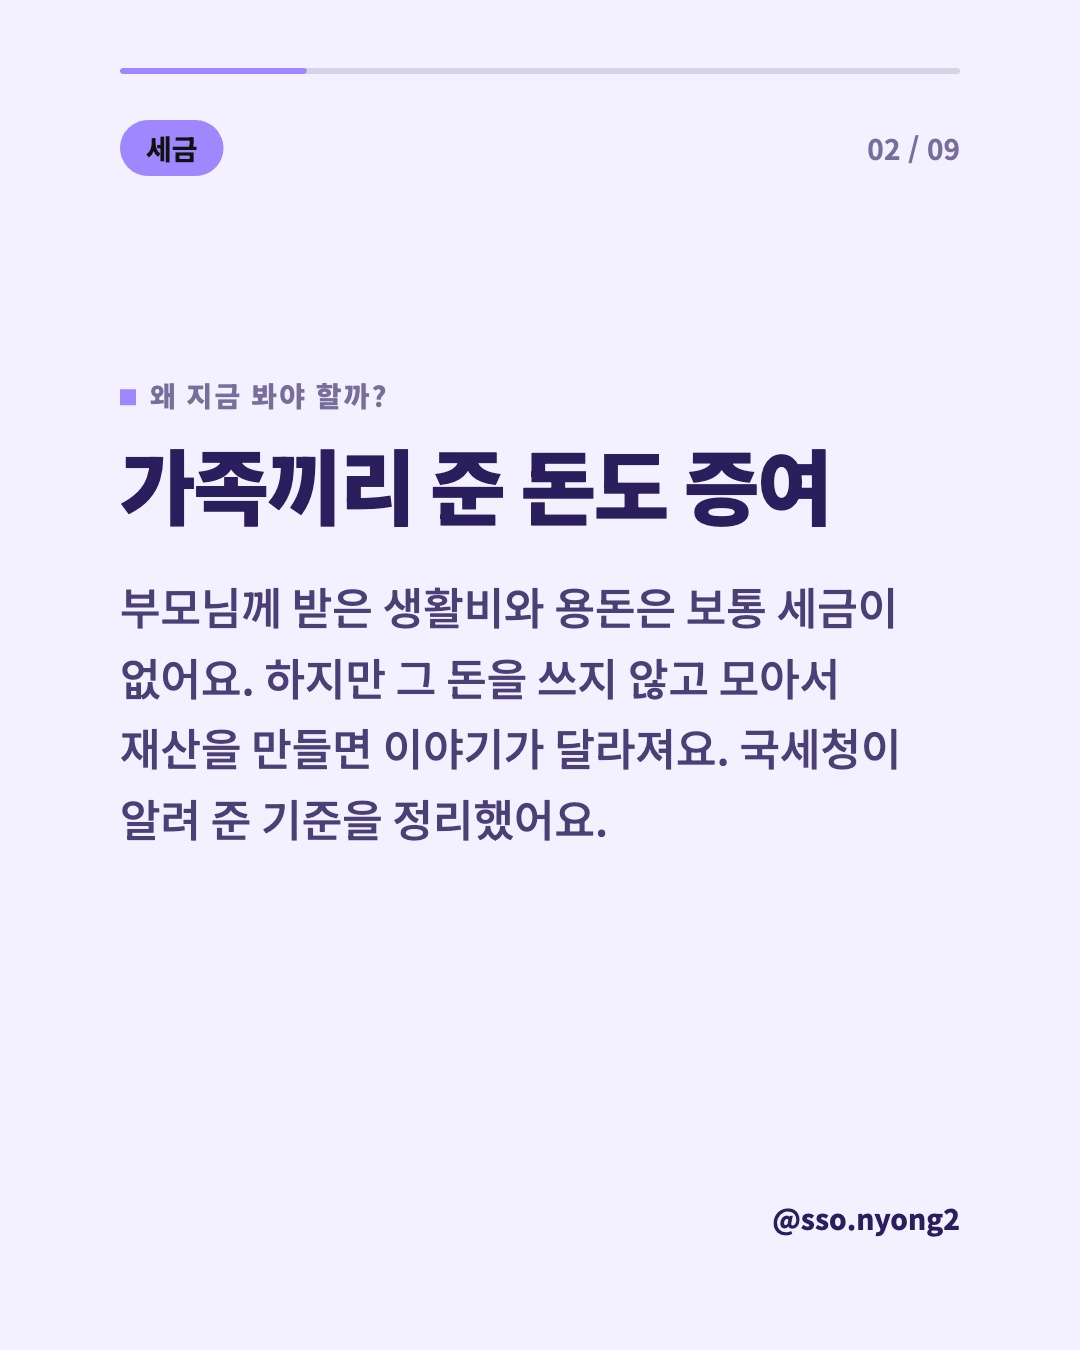 세금
02 / 09
왜 지금 봐야 할까?
가족끼리 준 돈도 증여
부모님께 받은 생활비와 용돈은 보통 세금이
없어요. 하지만 그 돈을 쓰지 않고 모아서
재산을 만들면 이야기가 달라져요. 국세청이
알려 준 기준을 정리했어요.
@sso.nyong2